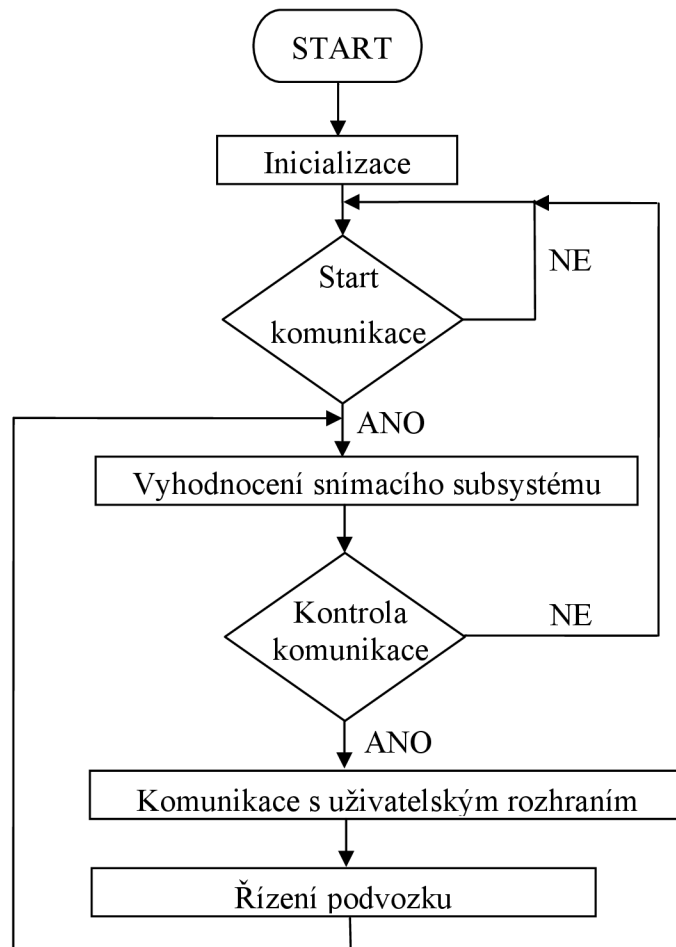 START
Inicializace
NE
Start
komunikace
ANO
Vyhodnocení snímacího subsystému
Kontrola
komunikace
NE
ANO
Komunikace s uživatelským rozhraním
Řízení podvozku